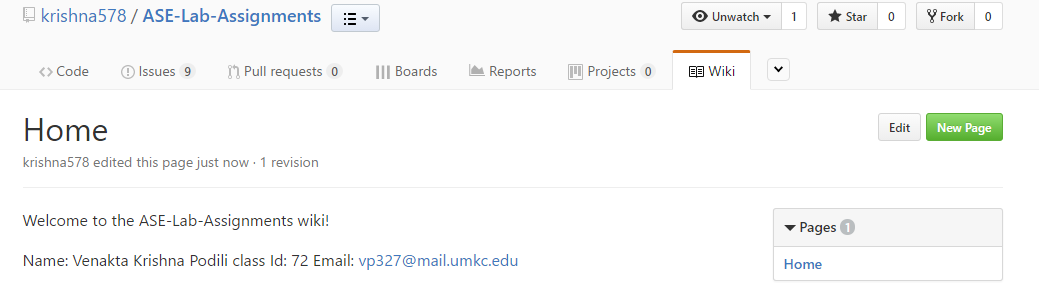 krishna578 / ASE-Lab-Assignments
Unwatch 1 Star 0 Fork 0
Code Issues 9 Pull requests 0 Boards Reports Projects 0 Wiki
Home
Edit New Page
krishna578 edited this page just now · 1 revision
Welcome to the ASE-Lab-Assignments wiki!
Name: Venakta Krishna Podili class Id: 72 Email: vp327@mail.umkc.edu
Pages 1
Home